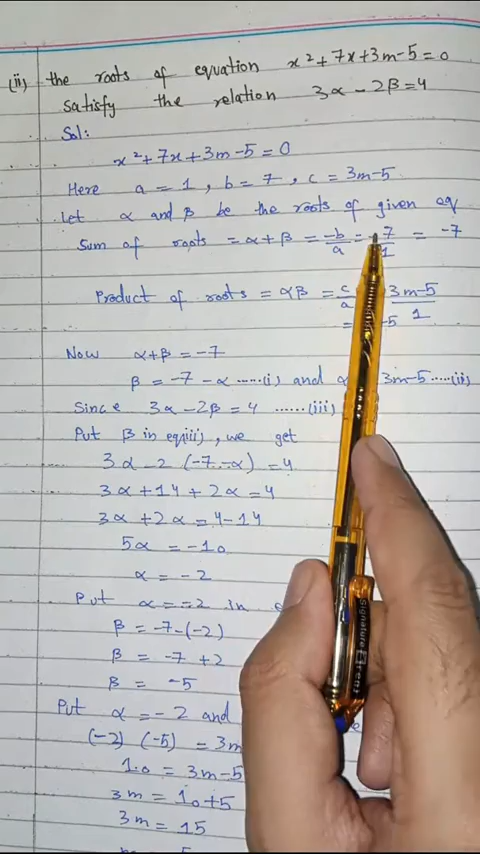 (ii) the roots of equation x²+7x+3m-5=0
satisfy the relation 3α-2β=4
Sol:
x²+7x+3m-5=0
Here a=1, b=7, c=3m-5
Let α and β be the roots of given eq
Sum of roots = α+β = -b/a = 7/1 = -7
Product of roots = αβ = c/a 3m-5/1
= -5
Now α+β=-7
β=-7-α ......(i) and 3m-5.....(ii)
Since 3α-2β=4 ......(iii)
Put β in eq(iii), we get
3α-2(-7-α)=4
3α+14+2α=4
3α+2α=4-14
5α=-10
α=-2
Put α=-2 in
β=-7-(-2)
β=-7+2
β=-5
Put α=-2 and
(-2)(-5)=3m
10=3m-5
3m=10+5
3m=15
Signature